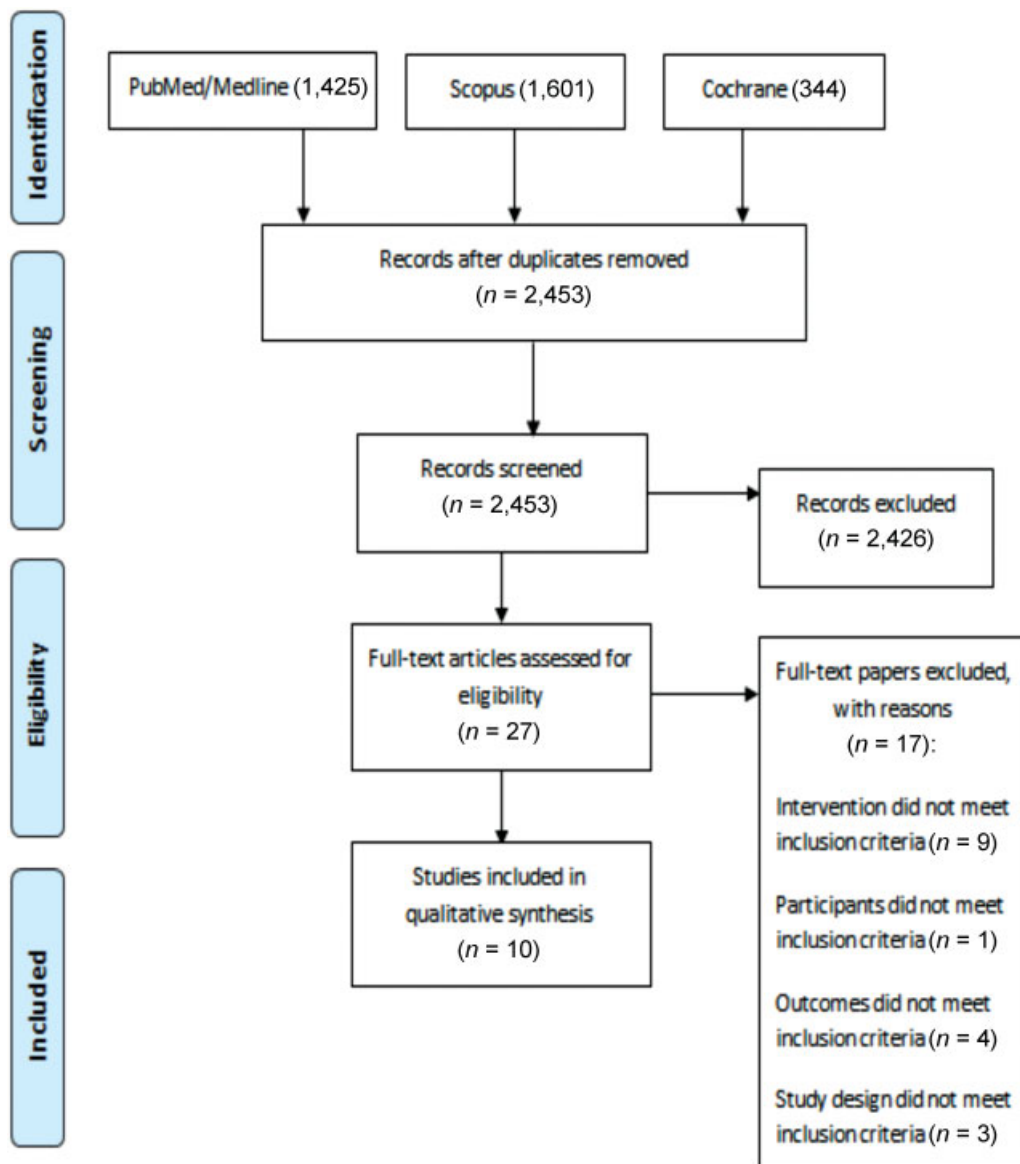 Identification
PubMed/Medline (1,425)
Scopus (1,601)
Cochrane (344)
Records after duplicates removed
(n = 2,453)
Screening
Records screened
(n = 2,453)
Records excluded
(n = 2,426)
Eligibility
Full-text articles assessed for
eligibility
(n = 27)
Full-text papers excluded,
with reasons
(n = 17):
Intervention did not meet
inclusion criteria (n = 9)
Participants did not meet
inclusion criteria (n = 1)
Outcomes did not meet
inclusion criteria (n = 4)
Study design did not meet
inclusion criteria (n = 3)
Included
Studies included in
qualitative synthesis
(n = 10)